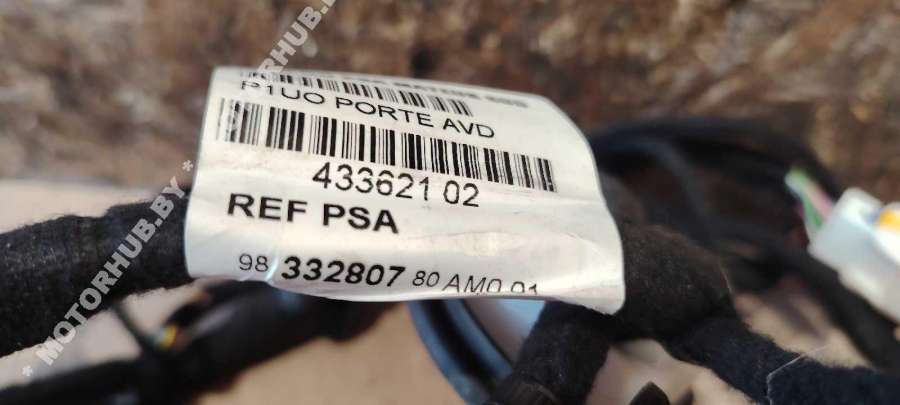 P1UO PORTE AVD
433621 02
REF PSA
98 332807 80 AM0 01
© MOTORHUB.BY *
* MOTORHUB.BY *